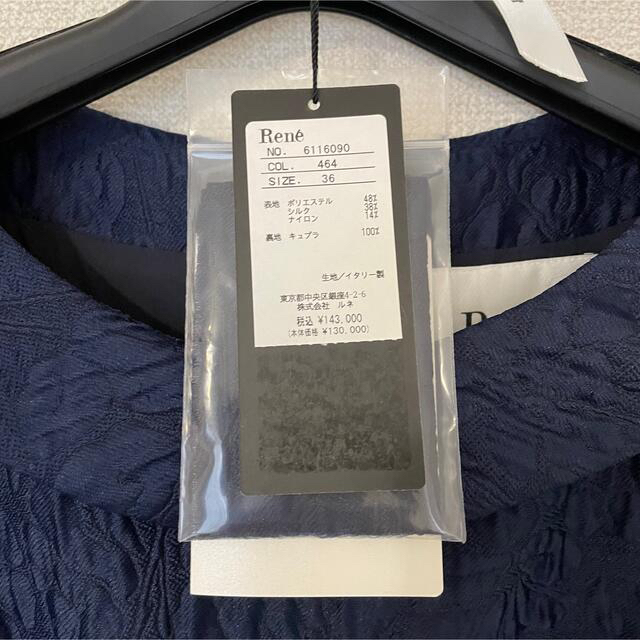 René
NO. 6116090
COL. 464
SIZE. 36
表地 ポリエステル 48%
シルク 38%
ナイロン 14%
裏地 キュプラ 100%
生地/イタリー製
東京都中央区銀座4-2-6
株式会社 ルネ
税込 ¥143,000
(本体価格 ¥130,000)